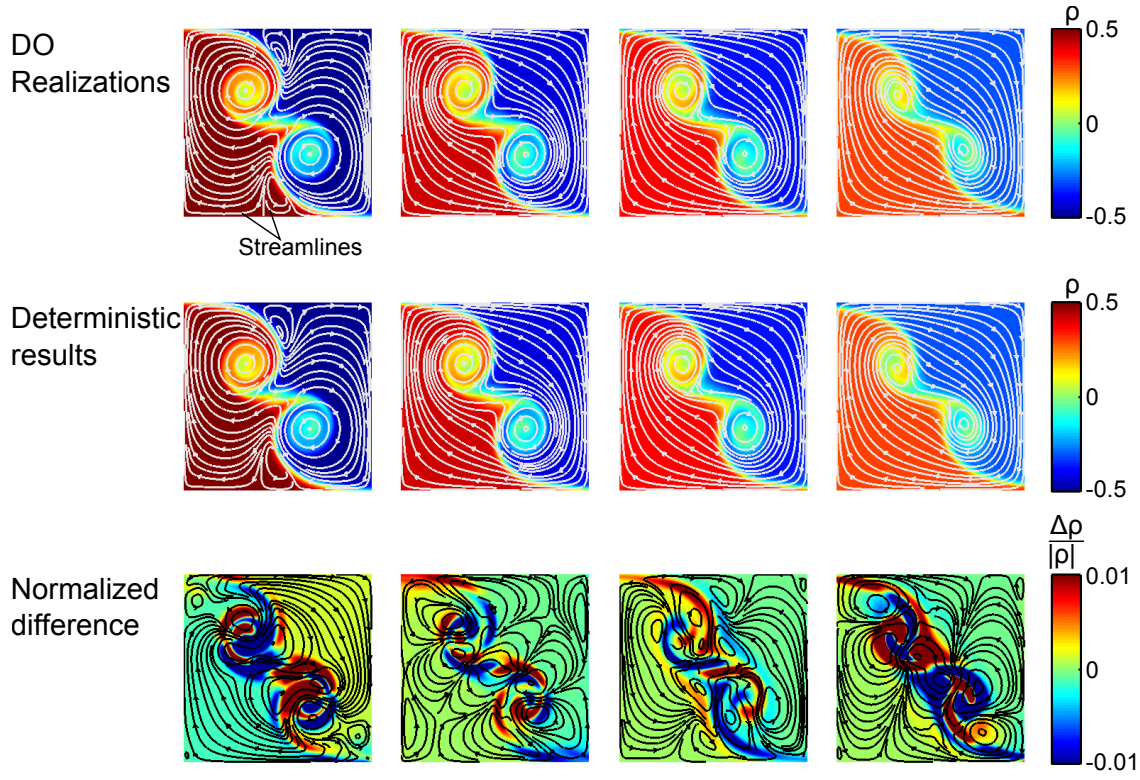 DO
Realizations
ρ
0.5
0
-0.5
Streamlines
Deterministic
results
ρ
0.5
0
-0.5
Normalized
difference
Δρ
|ρ|
0.01
0
-0.01